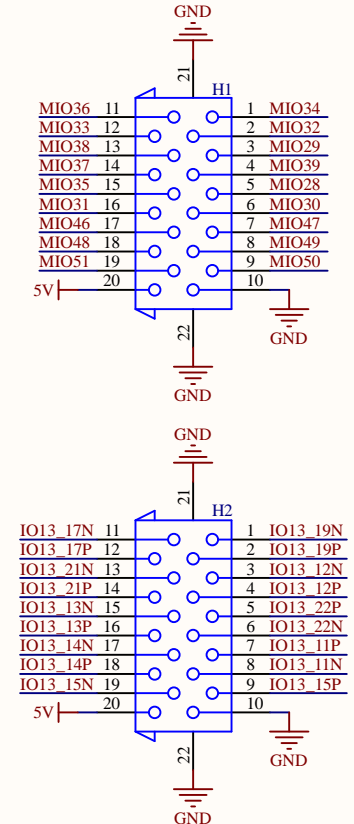 GND
21
H1
MIO36 11 1 MIO34
MIO33 12 2 MIO32
MIO38 13 3 MIO29
MIO37 14 4 MIO39
MIO35 15 5 MIO28
MIO31 16 6 MIO30
MIO46 17 7 MIO47
MIO48 18 8 MIO49
MIO51 19 9 MIO50
5V 20 10
22
GND
GND
GND
21
H2
IO13_17N 11 1 IO13_19N
IO13_17P 12 2 IO13_19P
IO13_21N 13 3 IO13_12N
IO13_21P 14 4 IO13_12P
IO13_13N 15 5 IO13_22P
IO13_13P 16 6 IO13_22N
IO13_14N 17 7 IO13_11P
IO13_14P 18 8 IO13_11N
IO13_15N 19 9 IO13_15P
5V 20 10
22
GND
GND